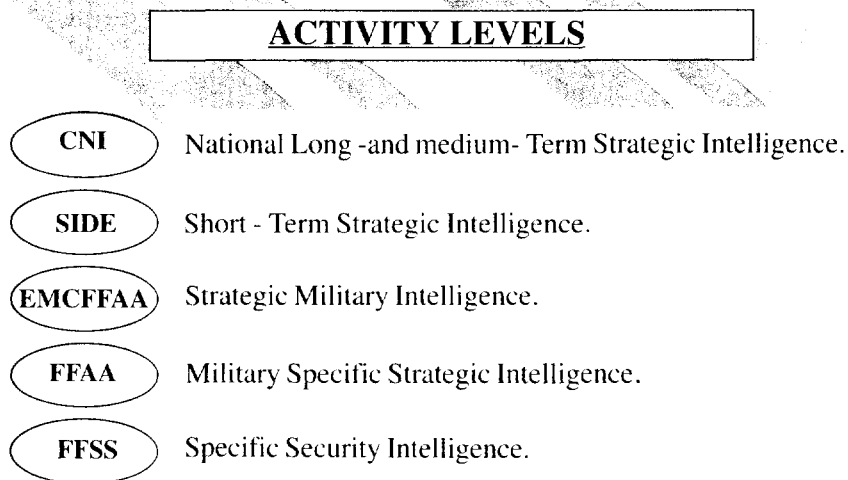 ACTIVITY LEVELS
CNI National Long -and medium- Term Strategic Intelligence.
SIDE Short - Term Strategic Intelligence.
EMCFFAA Strategic Military Intelligence.
FFAA Military Specific Strategic Intelligence.
FFSS Specific Security Intelligence.